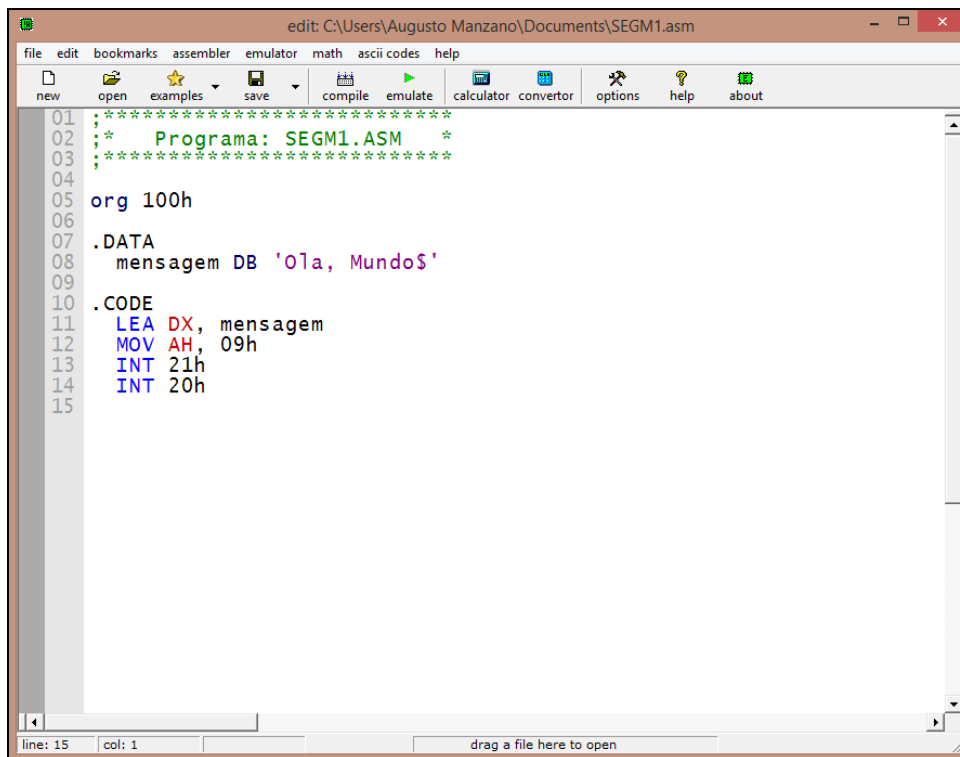 edit: C:\Users\Augusto Manzano\Documents\SEGM1.asm
file edit bookmarks assembler emulator math ascii codes help
new open examples save compile emulate calculator convertor options help about
01 ;***************************
02 ;*   Programa: SEGM1.ASM   *
03 ;***************************
04
05 org 100h
06
07 .DATA
08   mensagem DB 'Ola, Mundo$'
09
10 .CODE
11   LEA DX, mensagem
12   MOV AH, 09h
13   INT 21h
14   INT 20h
15
line: 15 col: 1 drag a file here to open